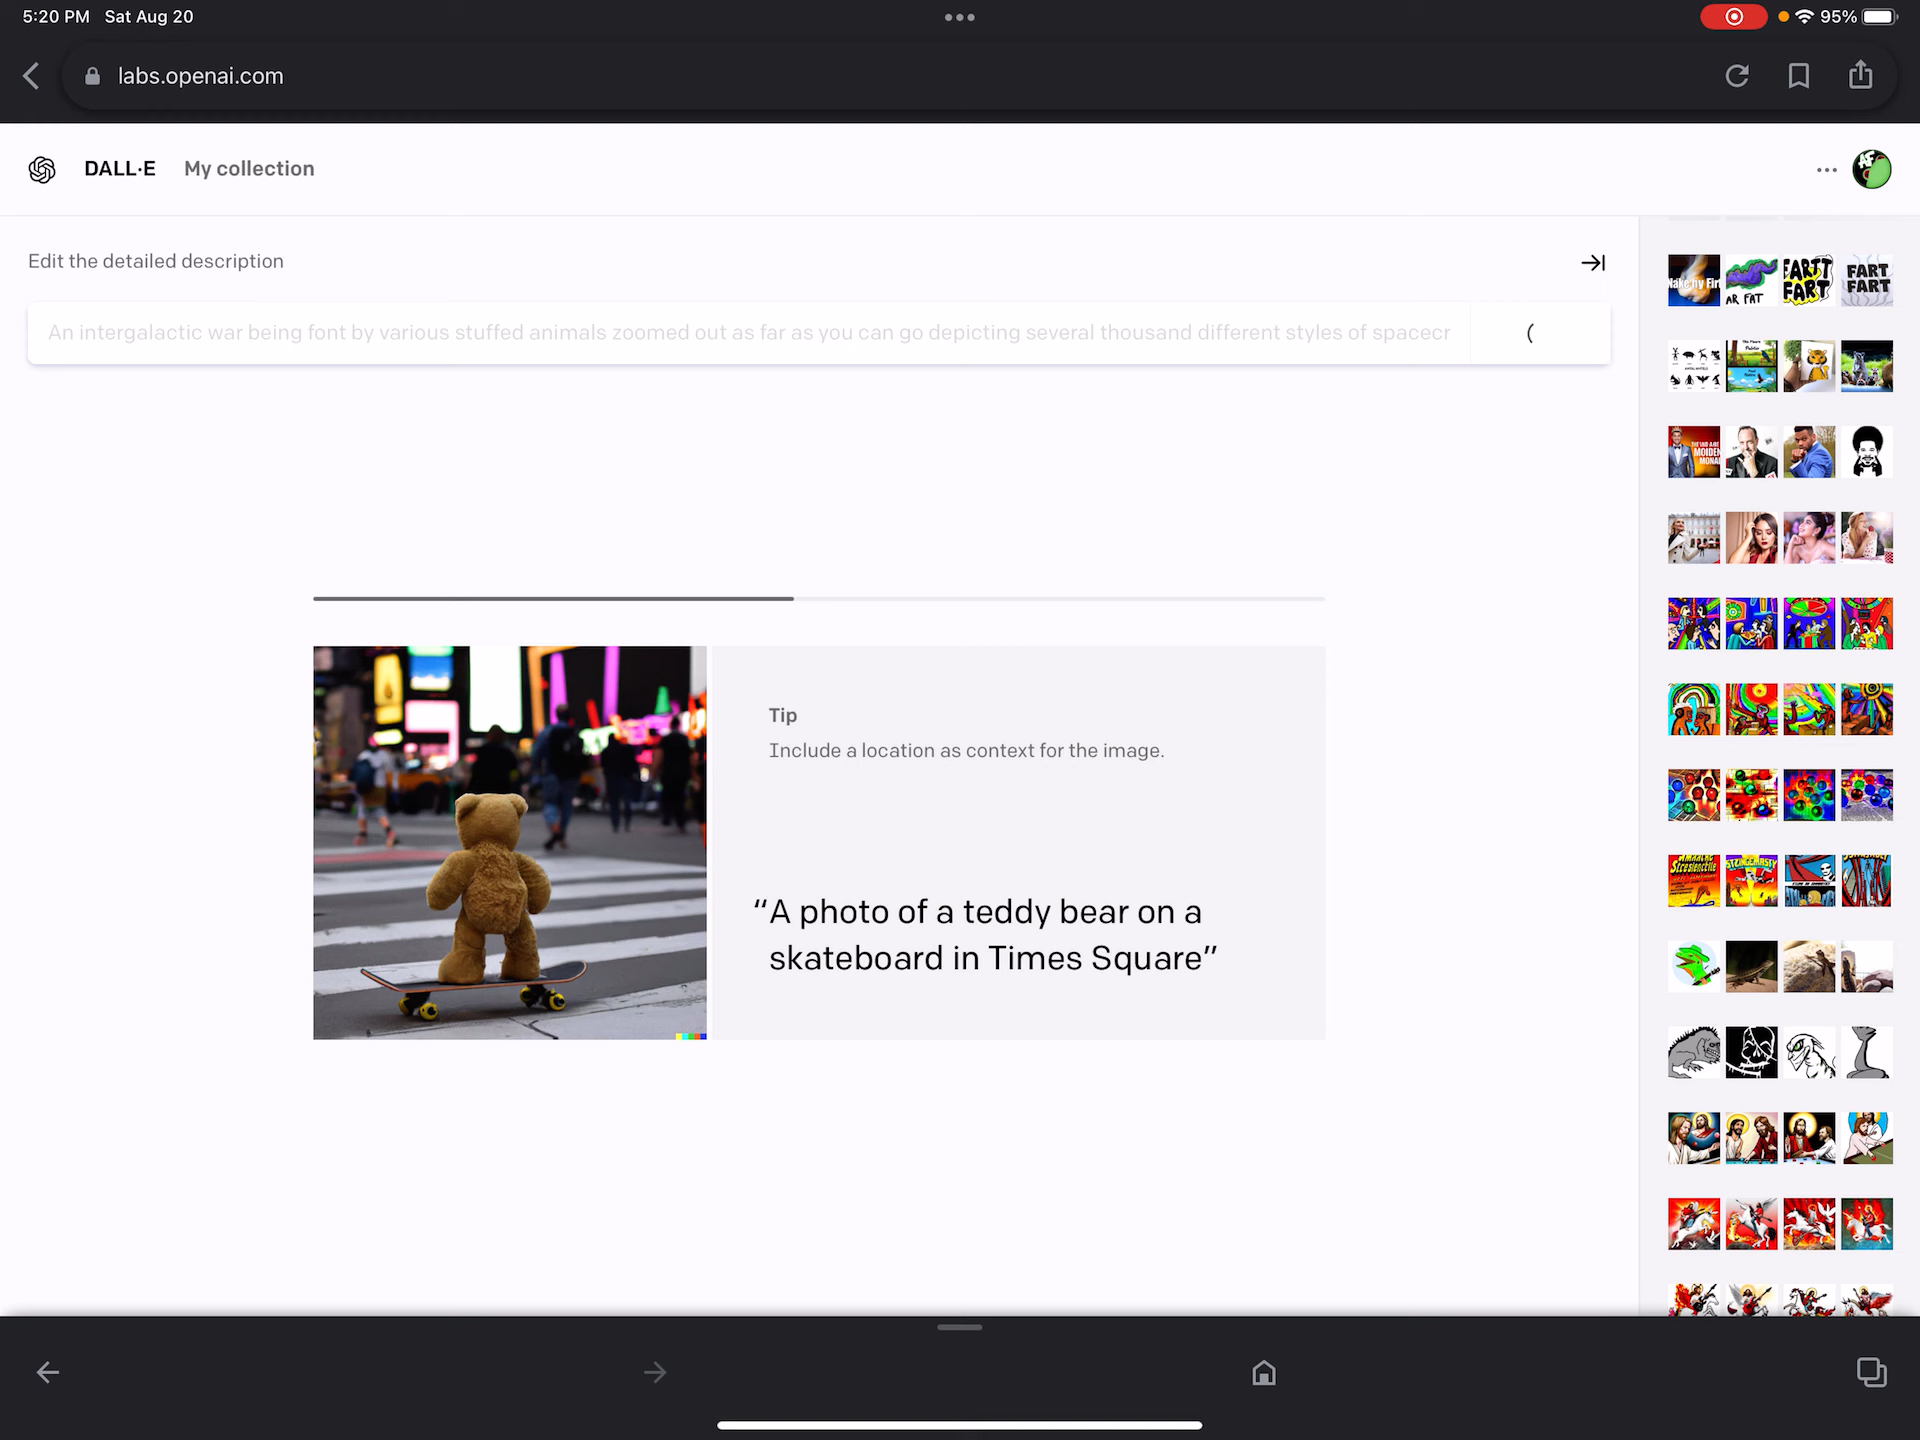 5:20 PM Sat Aug 20
95%
labs.openai.com
DALL·E My collection
Edit the detailed description
An intergalactic war being font by various stuffed animals zoomed out as far as you can go depicting several thousand different styles of spacecr
FARTT FART
FART FART
AR FAT
Tip
Include a location as context for the image.
“A photo of a teddy bear on a
skateboard in Times Square”